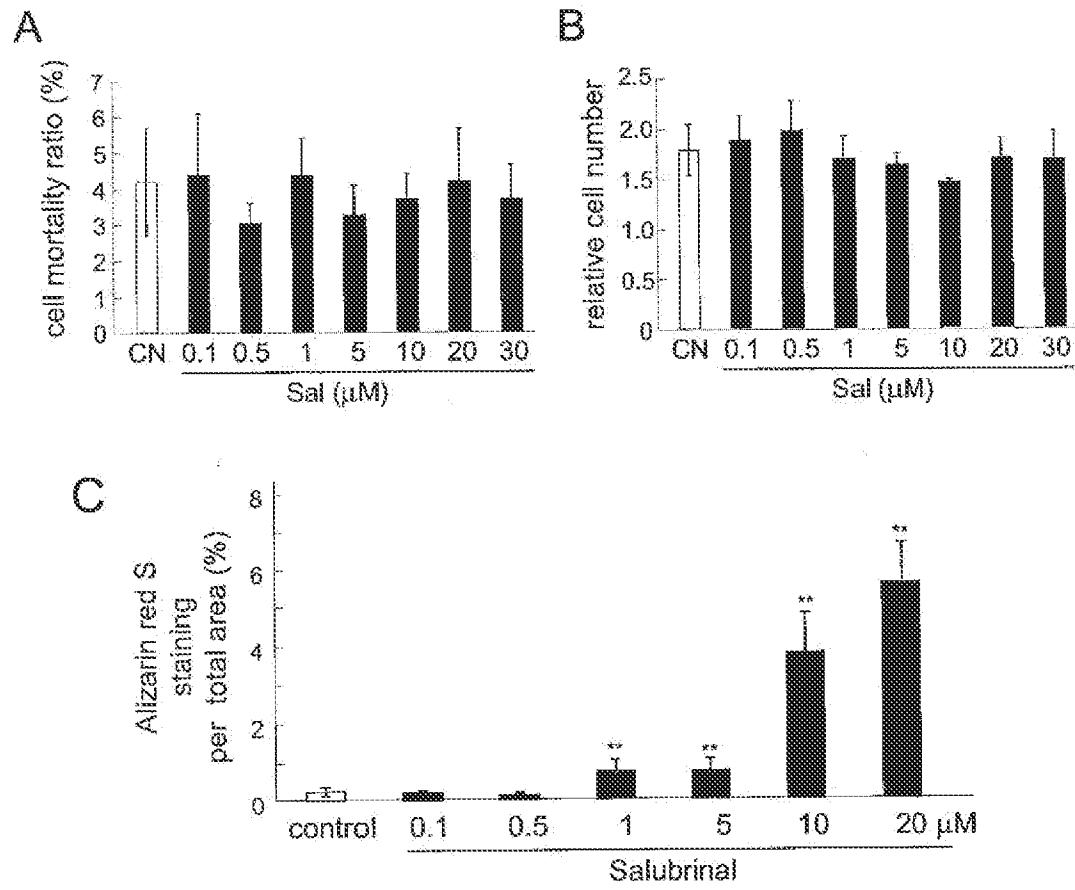 A
cell mortality ratio (%)
7
6
5
4
3
2
1
0
CN 0.1 0.5 1 5 10 20 30
Sal (μM)
B
relative cell number
2.5
2.0
1.5
1.0
0.5
0
CN 0.1 0.5 1 5 10 20 30
Sal (μM)
C
Alizarin red S
staining
per total area (%)
8
6
4
2
0
** ** ** **
control 0.1 0.5 1 5 10 20 μM
Salubrinal